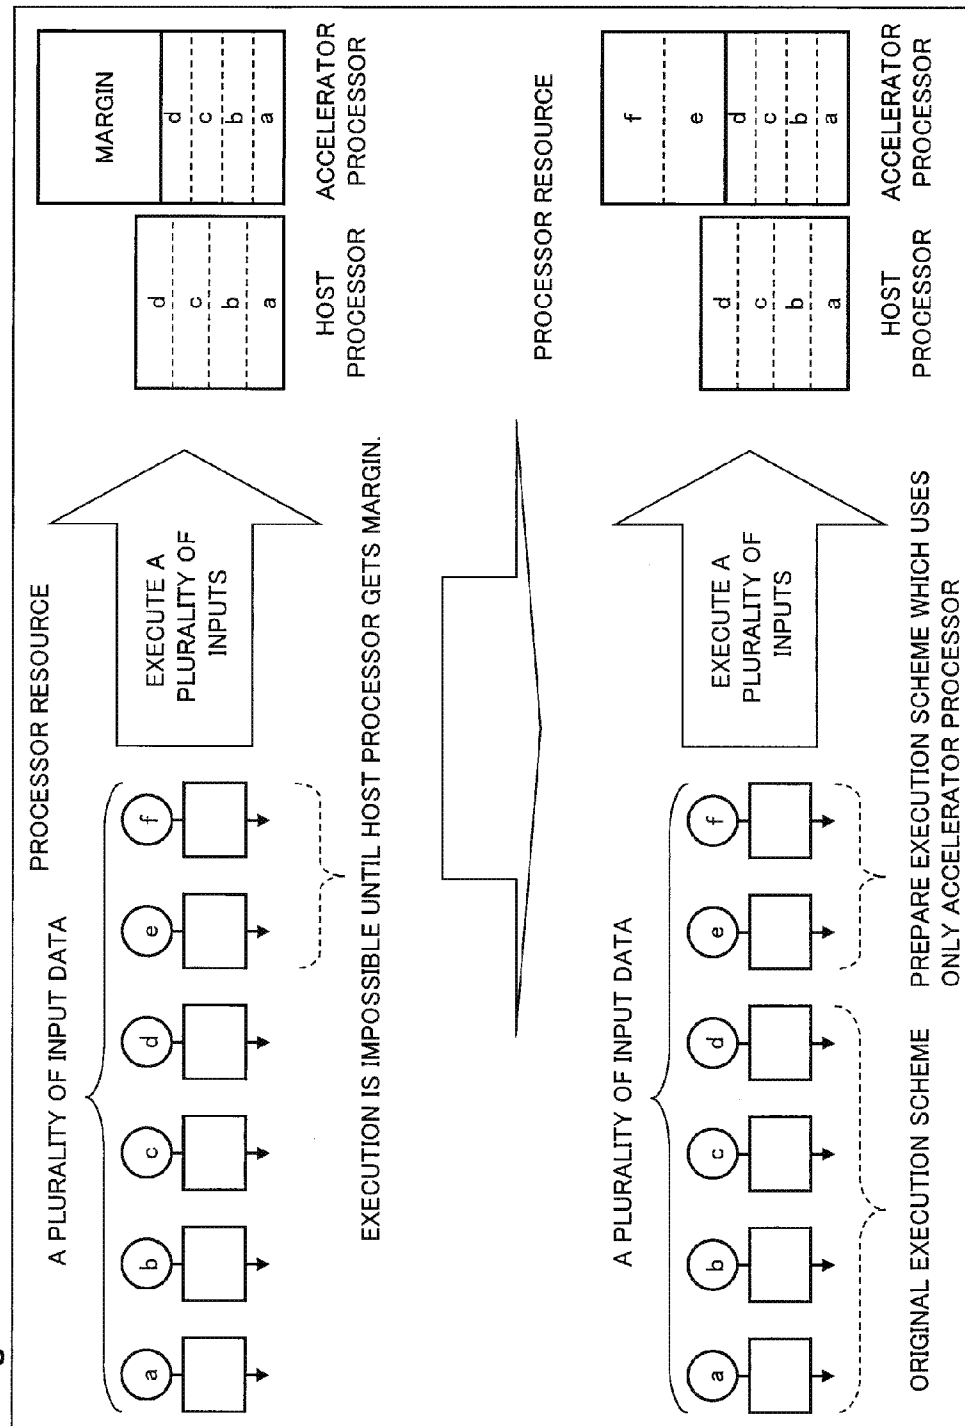 A PLURALITY OF INPUT DATA
PROCESSOR RESOURCE
a
b
c
d
e
f
EXECUTE A
PLURALITY OF
INPUTS
d
c
b
a
HOST
PROCESSOR
MARGIN
d
c
b
a
ACCELERATOR
PROCESSOR
EXECUTION IS IMPOSSIBLE UNTIL HOST PROCESSOR GETS MARGIN.
A PLURALITY OF INPUT DATA
PROCESSOR RESOURCE
a
b
c
d
e
f
EXECUTE A
PLURALITY OF
INPUTS
d
c
b
a
HOST
PROCESSOR
f
e
d
c
b
a
ACCELERATOR
PROCESSOR
ORIGINAL EXECUTION SCHEME
PREPARE EXECUTION SCHEME WHICH USES
ONLY ACCELERATOR PROCESSOR